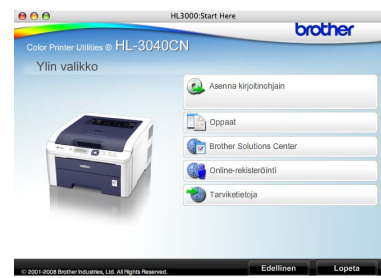 HL3000:Start Here
brother
Color Printer Utilities ® HL-3040CN
Ylin valikko
Asenna kirjoitinohjain
Oppaat
Brother Solutions Center
Online-rekisteröinti
Tarviketietoja
© 2001-2008 Brother Industries, Ltd. All Rights Reserved.
Edellinen
Lopeta